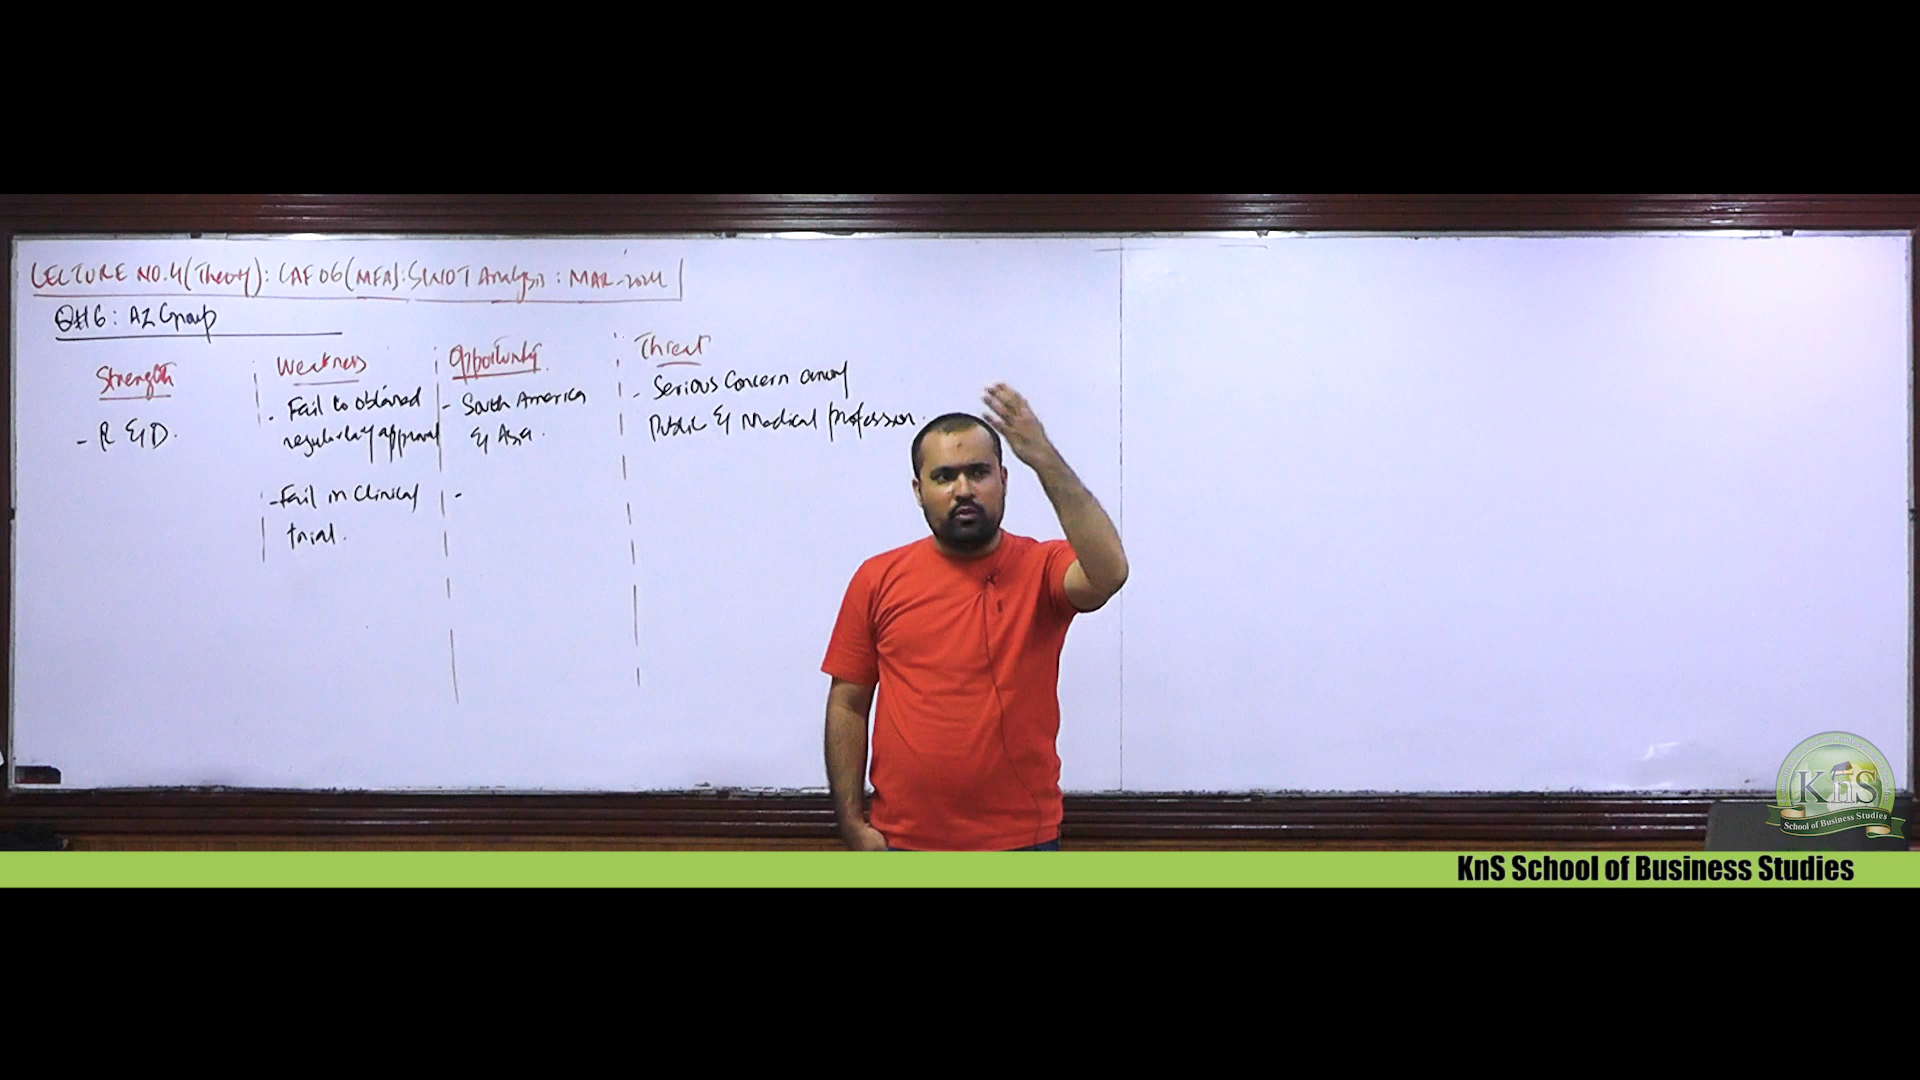 LECTURE NO.4 (Theory): CAF 06 (MFA): SWOT Analysis: MAR-2024
Q#6: AZ Group
Strength
- R & D.
Weakness
- Fail to obtained
regulatory approval
- Fail in Clinical
trial.
Opportunity
- South America
& Asia.
-
Threat
- Serious Concern among
Public & Medical profession.
KnS
School of Business Studies
KnS School of Business Studies